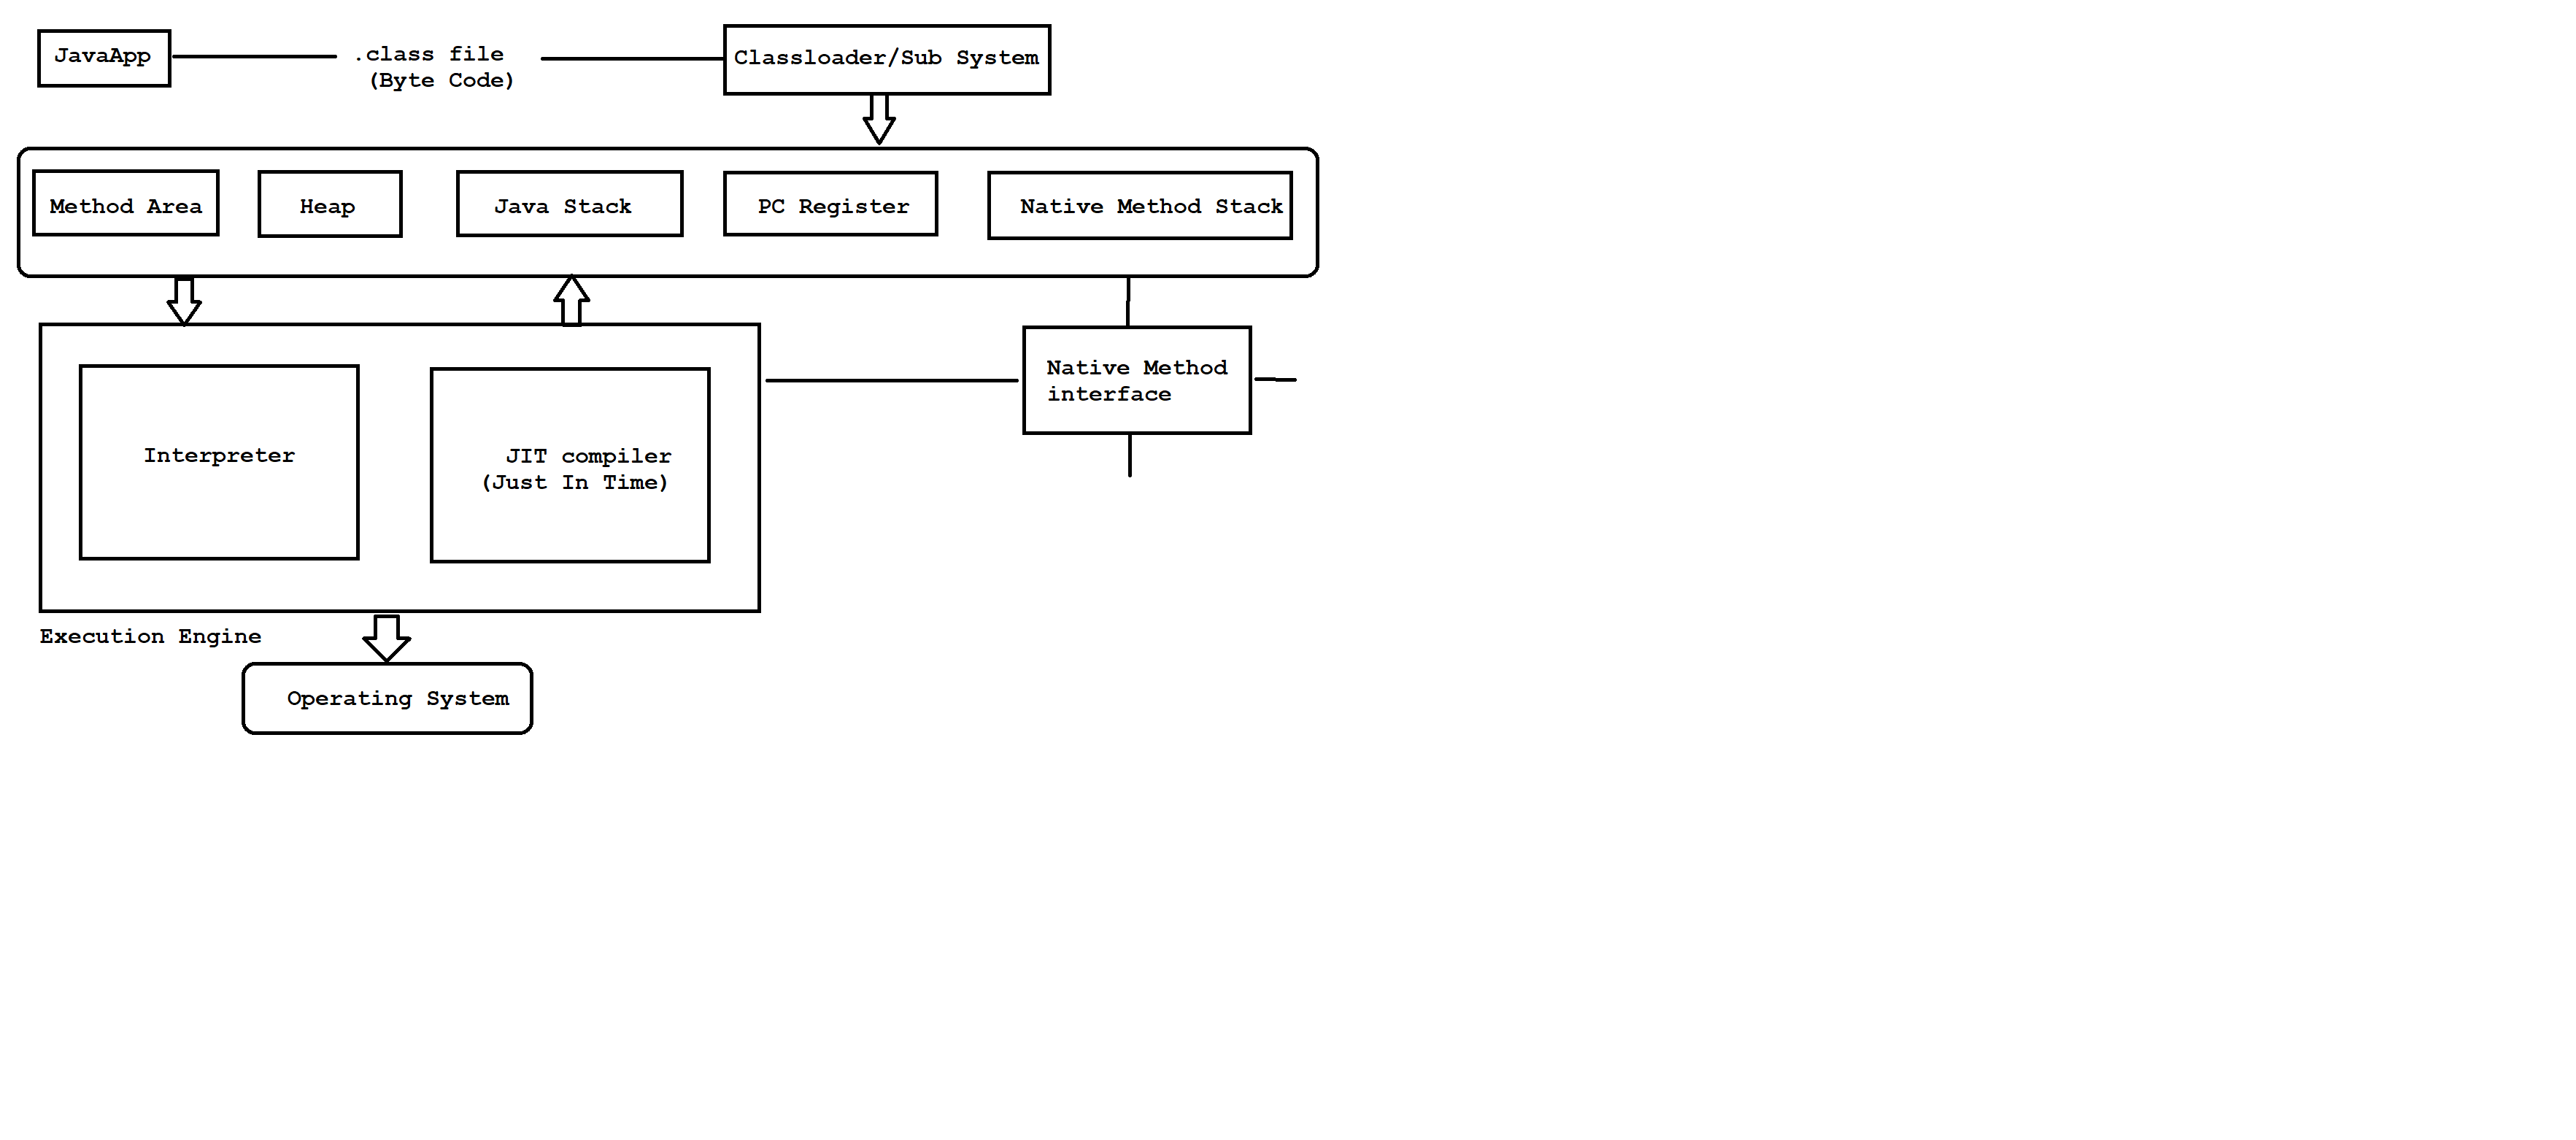 JavaApp
.class file
(Byte Code)
Classloader/Sub System
Method Area
Heap
Java Stack
PC Register
Native Method Stack
Native Method
interface
Interpreter
JIT compiler
(Just In Time)
Execution Engine
Operating System